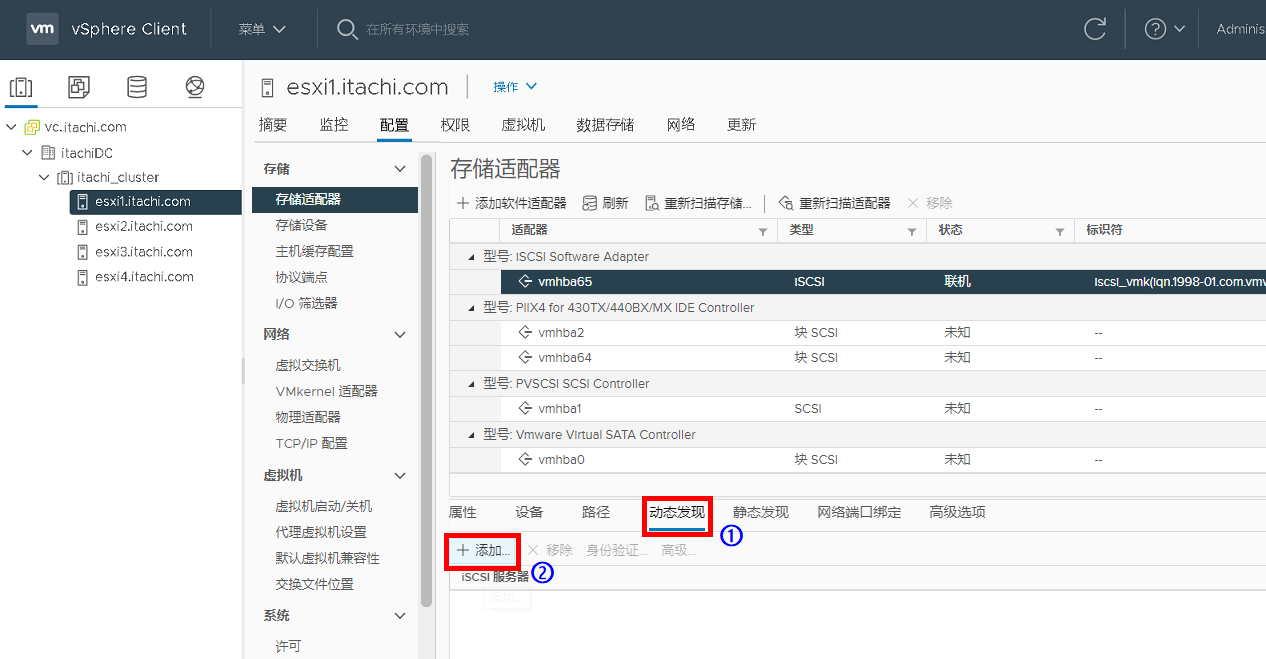 vm vSphere Client 菜单 在所有环境中搜索 Adminis
esxi1.itachi.com 操作
摘要 监控 配置 权限 虚拟机 数据存储 网络 更新
vc.itachi.com
itachiDC
itachi_cluster
esxi1.itachi.com
esxi2.itachi.com
esxi3.itachi.com
esxi4.itachi.com
存储
存储适配器
存储设备
主机缓存配置
协议端点
I/O 筛选器
网络
虚拟交换机
VMkernel 适配器
物理适配器
TCP/IP 配置
虚拟机
虚拟机启动/关机
代理虚拟机设置
默认虚拟机兼容性
交换文件位置
系统
许可
存储适配器
添加软件适配器 刷新 重新扫描存储... 重新扫描适配器 移除
适配器 类型 状态 标识符
型号: iSCSI Software Adapter
vmhba65 iSCSI 联机 iscsi_vmk(iqn.1998-01.com.vmw
型号: PIIX4 for 430TX/440BX/MX IDE Controller
vmhba2 块 SCSI 未知 --
vmhba64 块 SCSI 未知 --
型号: PVSCSI SCSI Controller
vmhba1 SCSI 未知 --
型号: Vmware Virtual SATA Controller
vmhba0 块 SCSI 未知 --
属性 设备 路径 动态发现 静态发现 网络端口绑定 高级选项
①
+ 添加... 移除 身份验证... 高级...
②
iSCSI 服务器
添加...